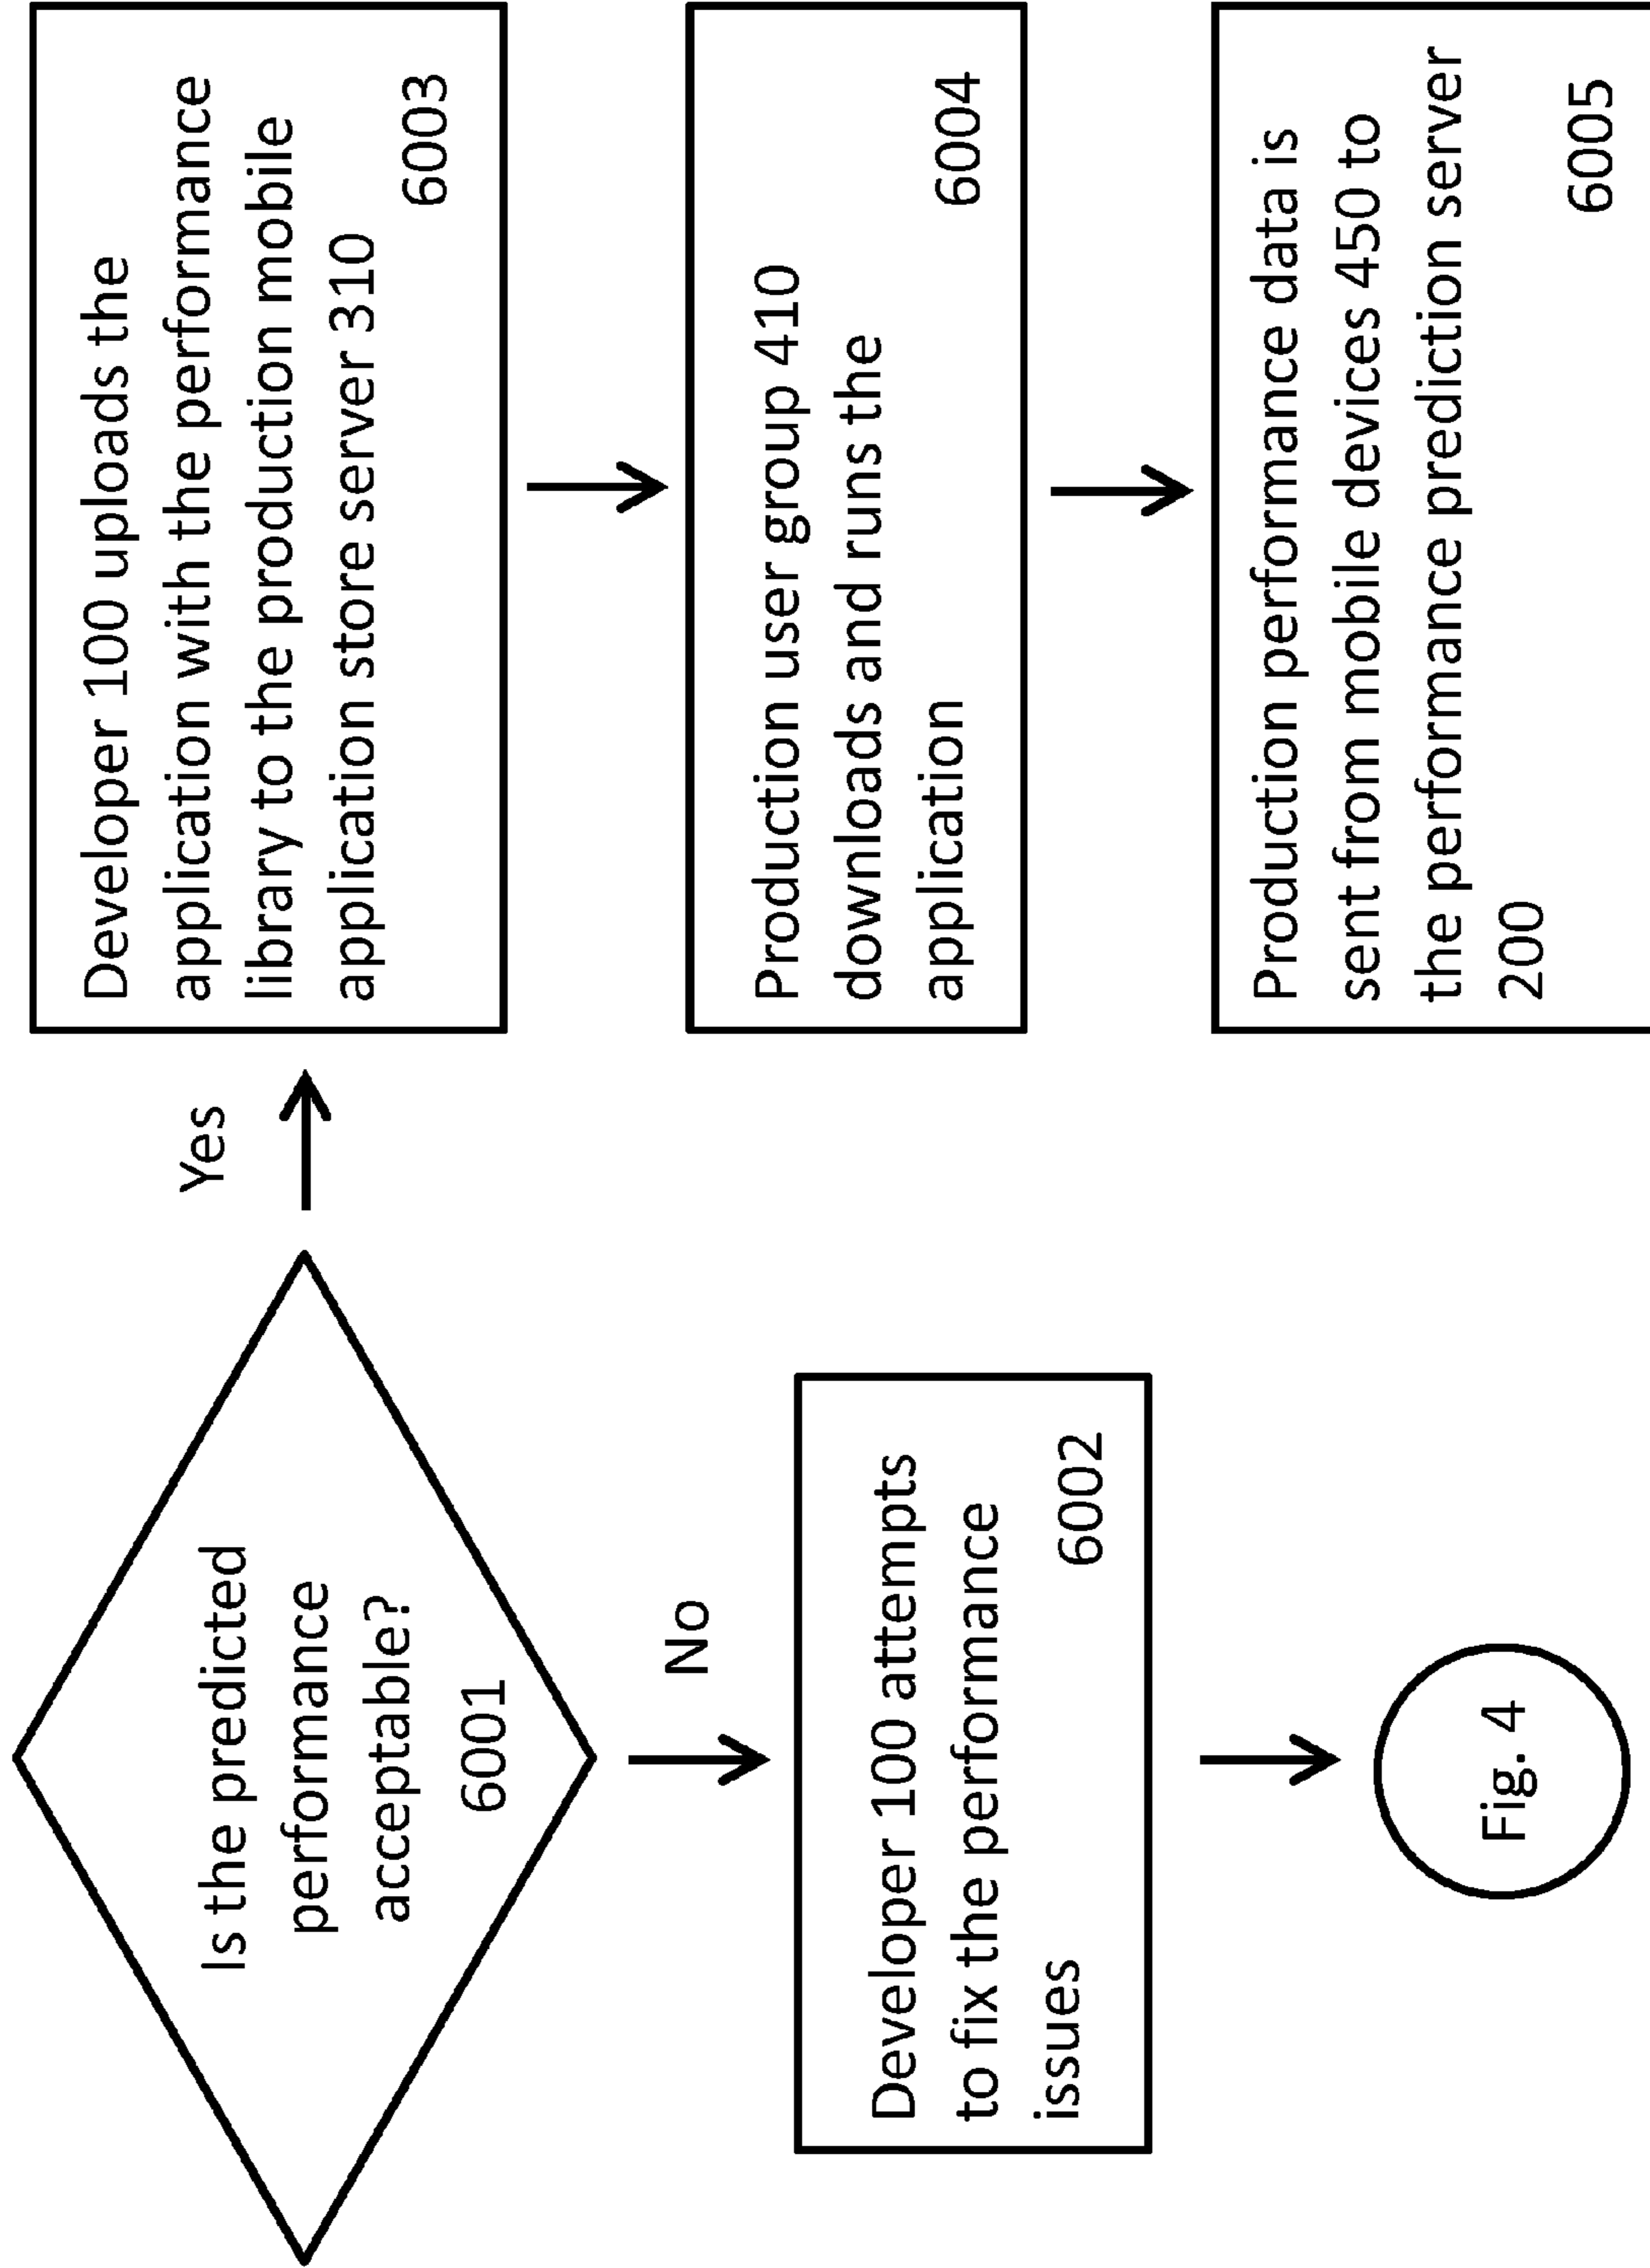 Is the predicted
performance
acceptable?
6001
Yes
No
Developer 100 attempts
to fix the performance
issues 6002
Fig. 4
Developer 100 uploads the
application with the performance
library to the production mobile
application store server 310
6003
Production user group 410
downloads and runs the
application 6004
Production performance data is
sent from mobile devices 450 to
the performance prediction server
200
6005